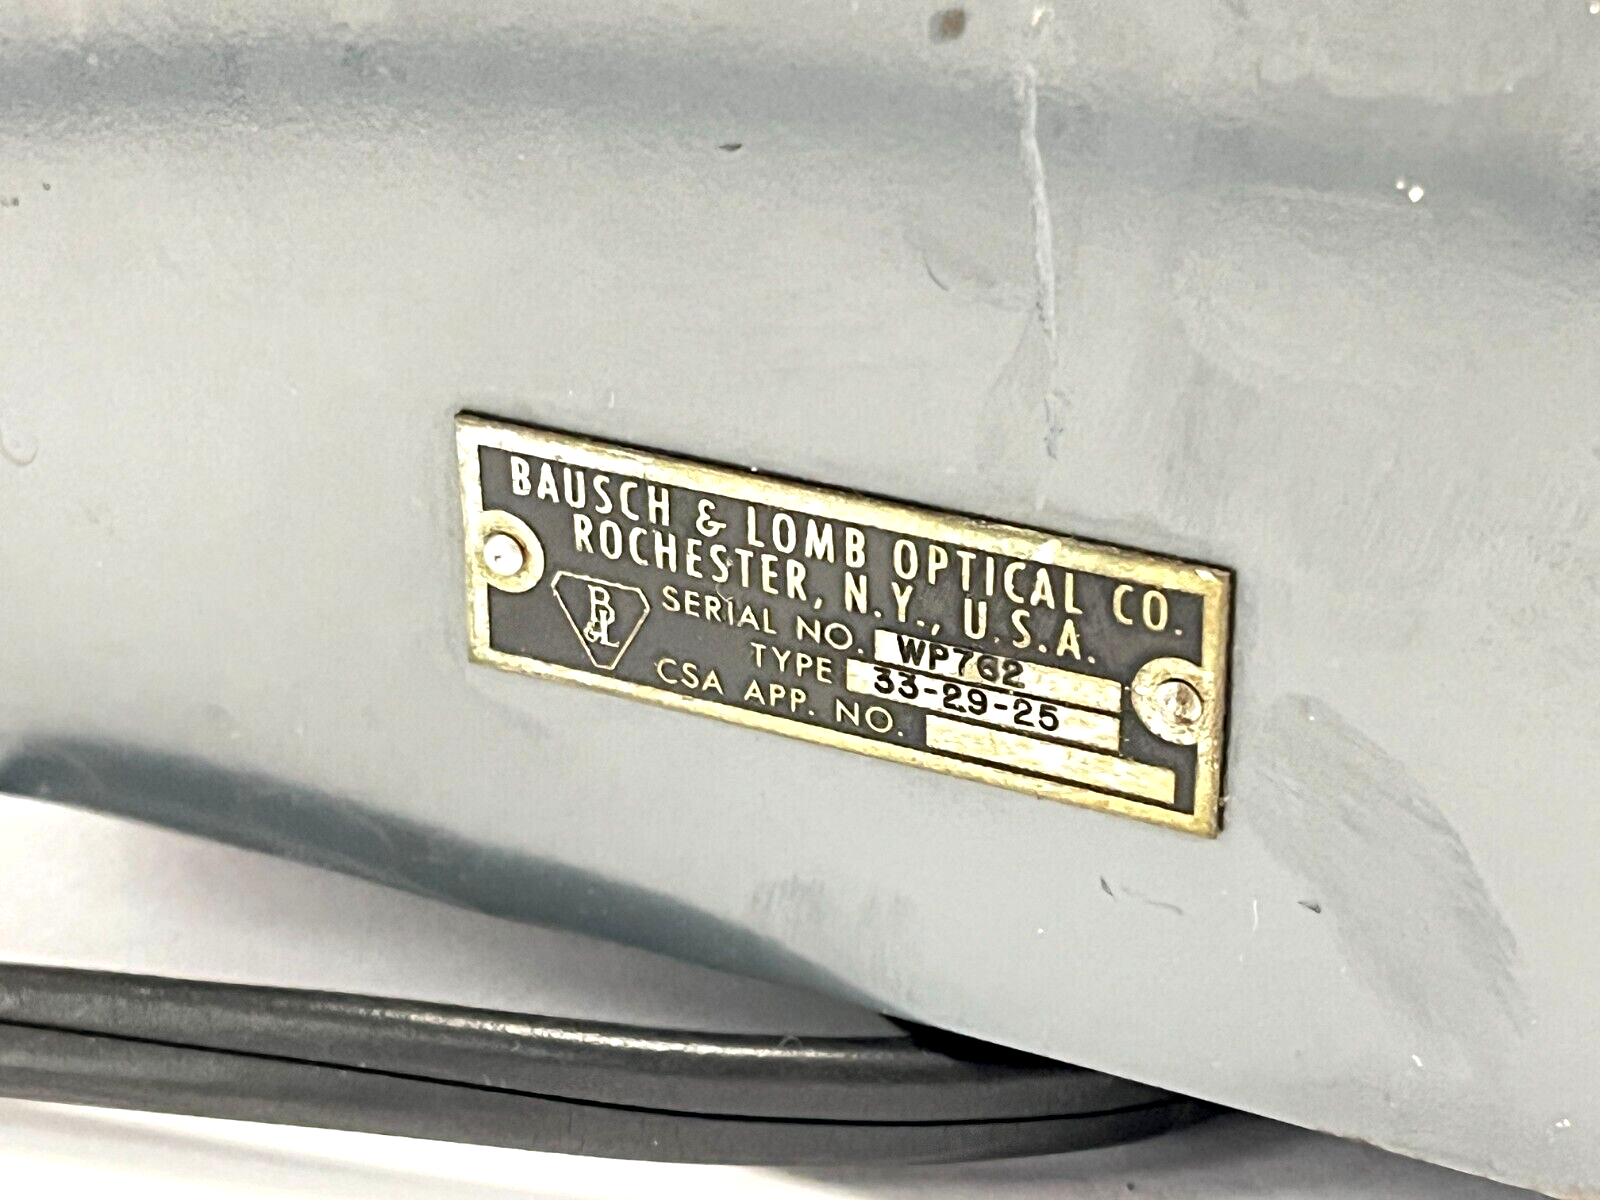 BAUSCH & LOMB OPTICAL CO.
ROCHESTER, N.Y., U.S.A.
B&L
SERIAL NO. WP762
TYPE 33-29-25
CSA APP. NO.